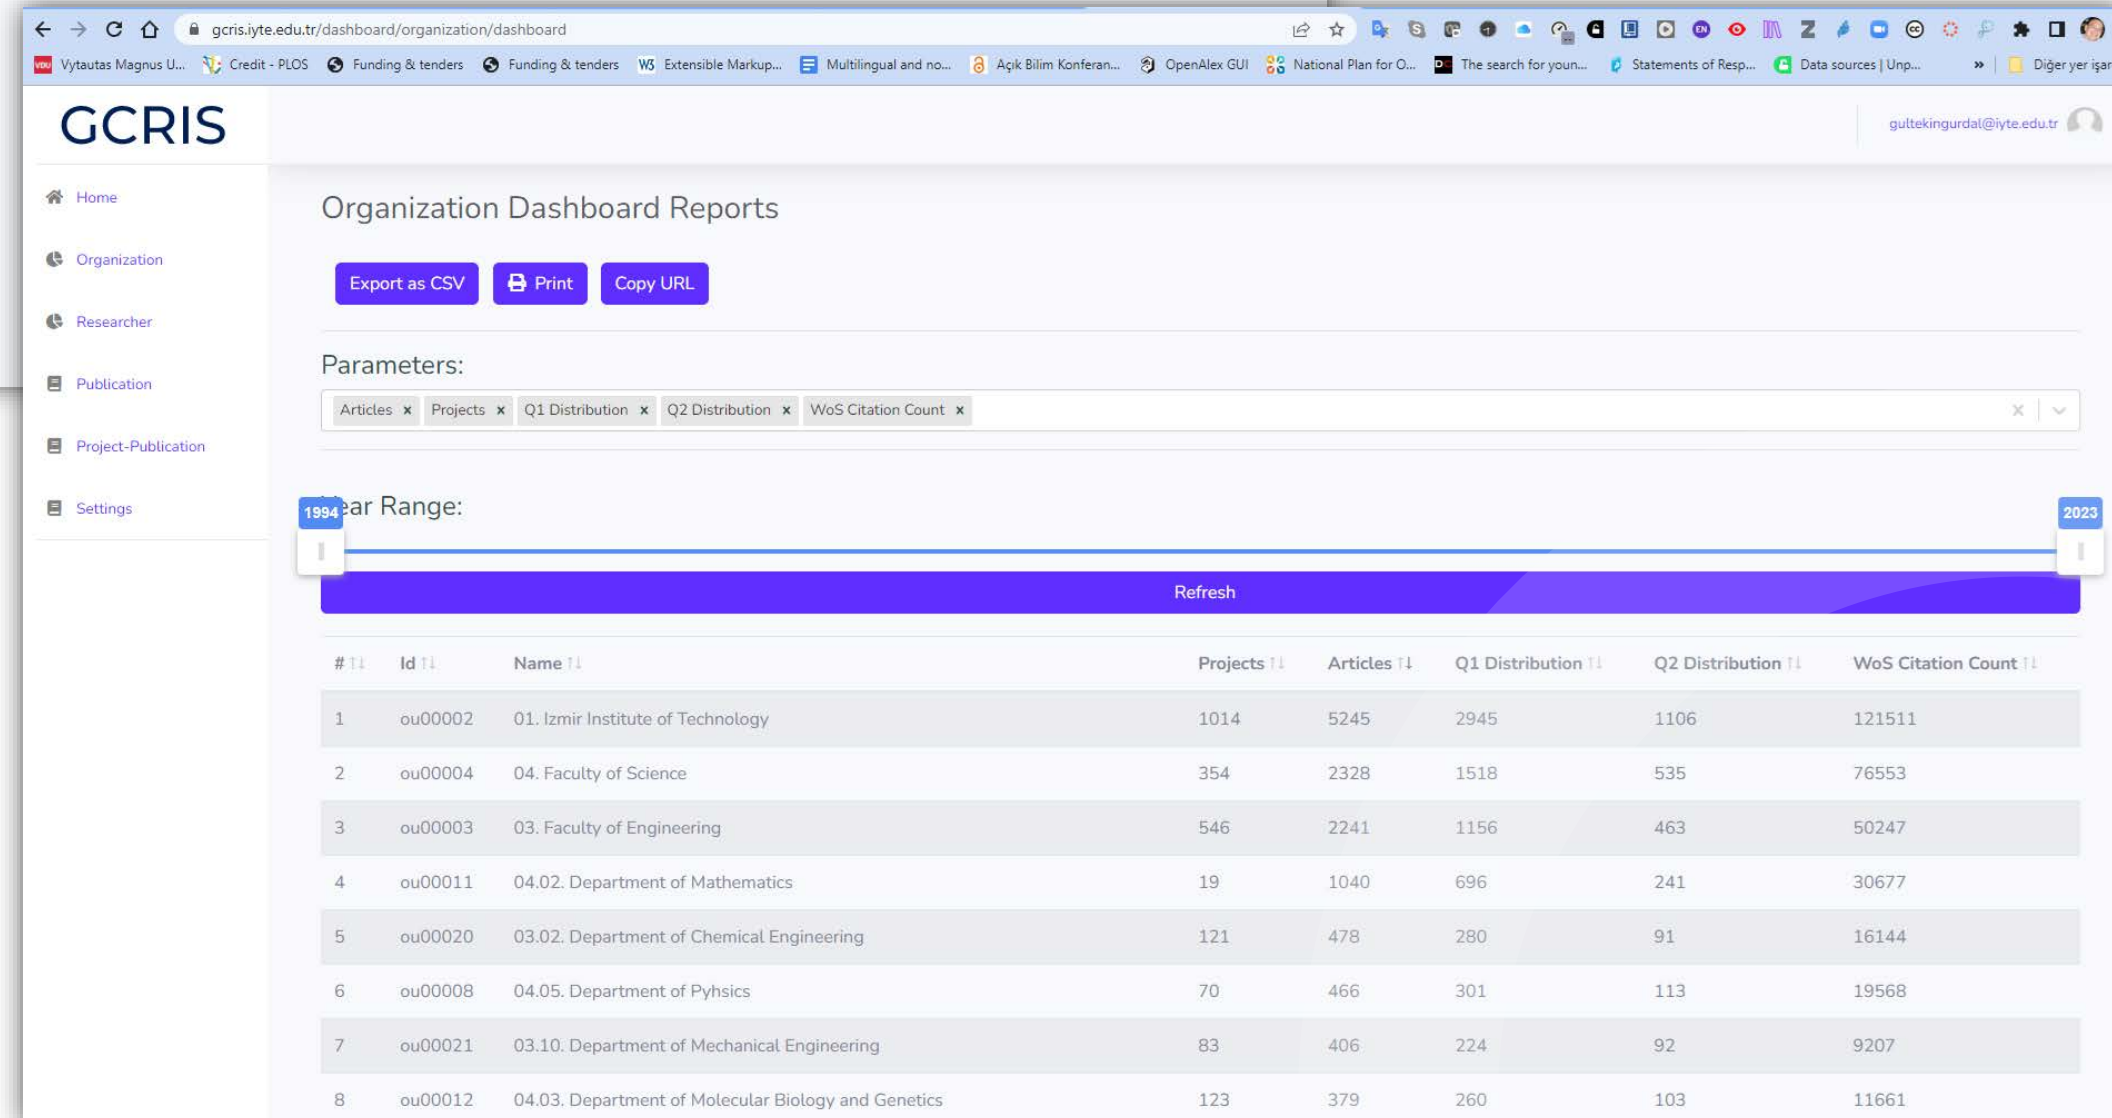 gcris.iyte.edu.tr/dashboard/organization/dashboard
Vytautas Magnus U... Credit - PLOS Funding & tenders Funding & tenders Extensible Markup... Multilingual and no... Açık Bilim Konferan... OpenAlex GUI National Plan for O... The search for youn... Statements of Resp... Data sources | Unp... » Diğer yer işar
GCRIS
gultekingurdal@iyte.edu.tr
Home
Organization
Researcher
Publication
Project-Publication
Settings
Organization Dashboard Reports
Export as CSV Print Copy URL
Parameters:
Articles x Projects x Q1 Distribution x Q2 Distribution x WoS Citation Count x
ear Range:
1994 2023
Refresh
# Id Name Projects Articles Q1 Distribution Q2 Distribution WoS Citation Count
1 ou00002 01. Izmir Institute of Technology 1014 5245 2945 1106 121511
2 ou00004 04. Faculty of Science 354 2328 1518 535 76553
3 ou00003 03. Faculty of Engineering 546 2241 1156 463 50247
4 ou00011 04.02. Department of Mathematics 19 1040 696 241 30677
5 ou00020 03.02. Department of Chemical Engineering 121 478 280 91 16144
6 ou00008 04.05. Department of Pyhsics 70 466 301 113 19568
7 ou00021 03.10. Department of Mechanical Engineering 83 406 224 92 9207
8 ou00012 04.03. Department of Molecular Biology and Genetics 123 379 260 103 11661